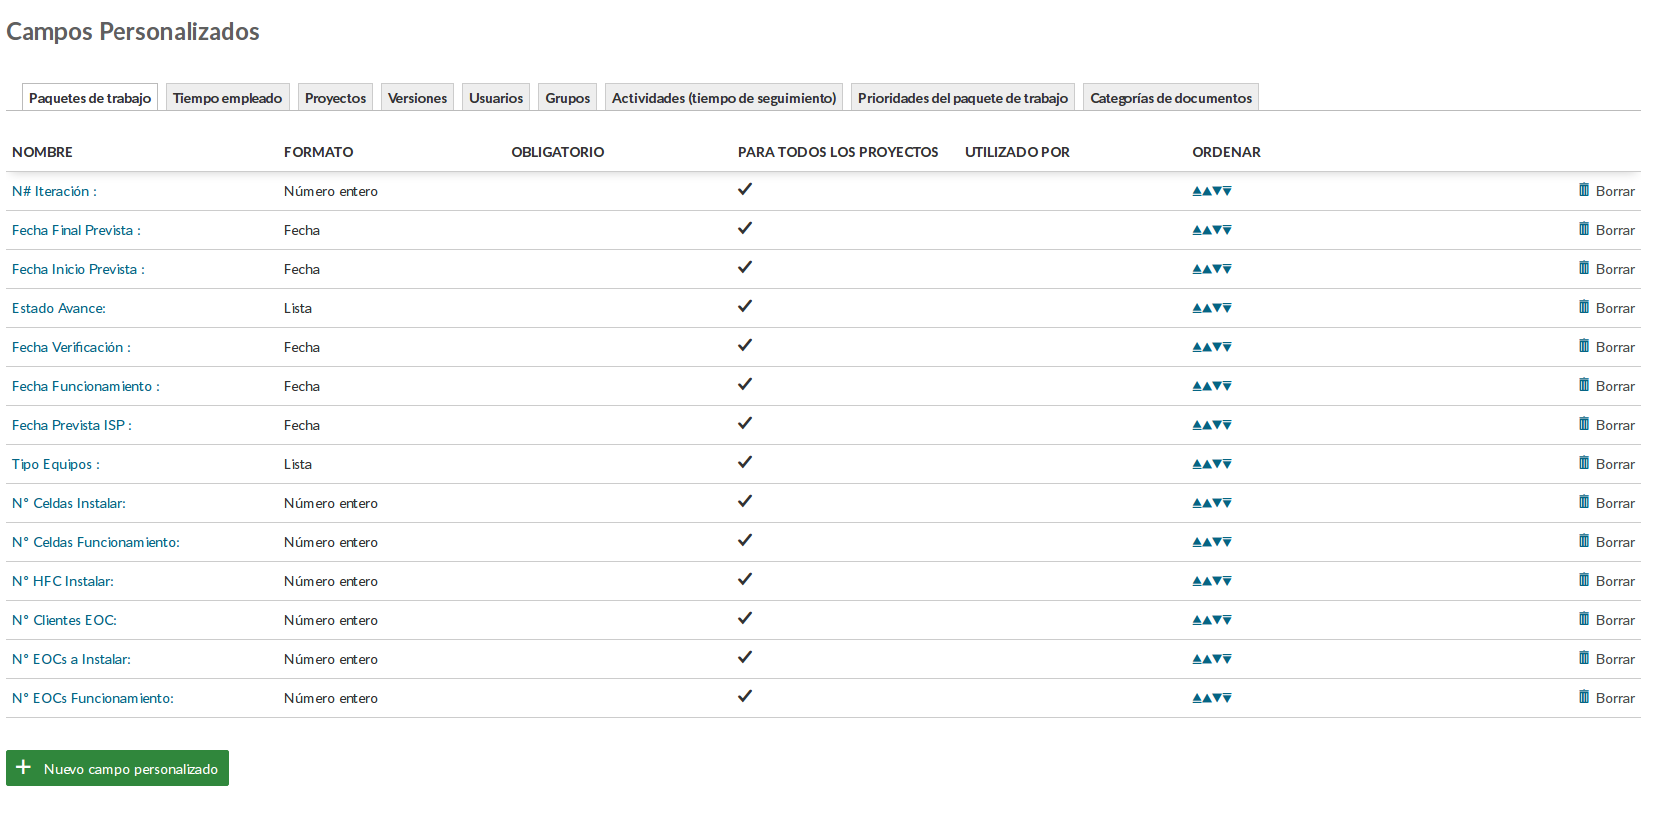 Campos Personalizados
Paquetes de trabajo Tiempo empleado Proyectos Versiones Usuarios Grupos Actividades (tiempo de seguimiento) Prioridades del paquete de trabajo Categorías de documentos
NOMBRE FORMATO OBLIGATORIO PARA TODOS LOS PROYECTOS UTILIZADO POR ORDENAR
N# Iteración : Número entero Borrar
Fecha Final Prevista : Fecha Borrar
Fecha Inicio Prevista : Fecha Borrar
Estado Avance: Lista Borrar
Fecha Verificación : Fecha Borrar
Fecha Funcionamiento : Fecha Borrar
Fecha Prevista ISP : Fecha Borrar
Tipo Equipos : Lista Borrar
N° Celdas Instalar: Número entero Borrar
N° Celdas Funcionamiento: Número entero Borrar
N° HFC Instalar: Número entero Borrar
N° Clientes EOC: Número entero Borrar
N° EOCs a Instalar: Número entero Borrar
N° EOCs Funcionamiento: Número entero Borrar
+ Nuevo campo personalizado